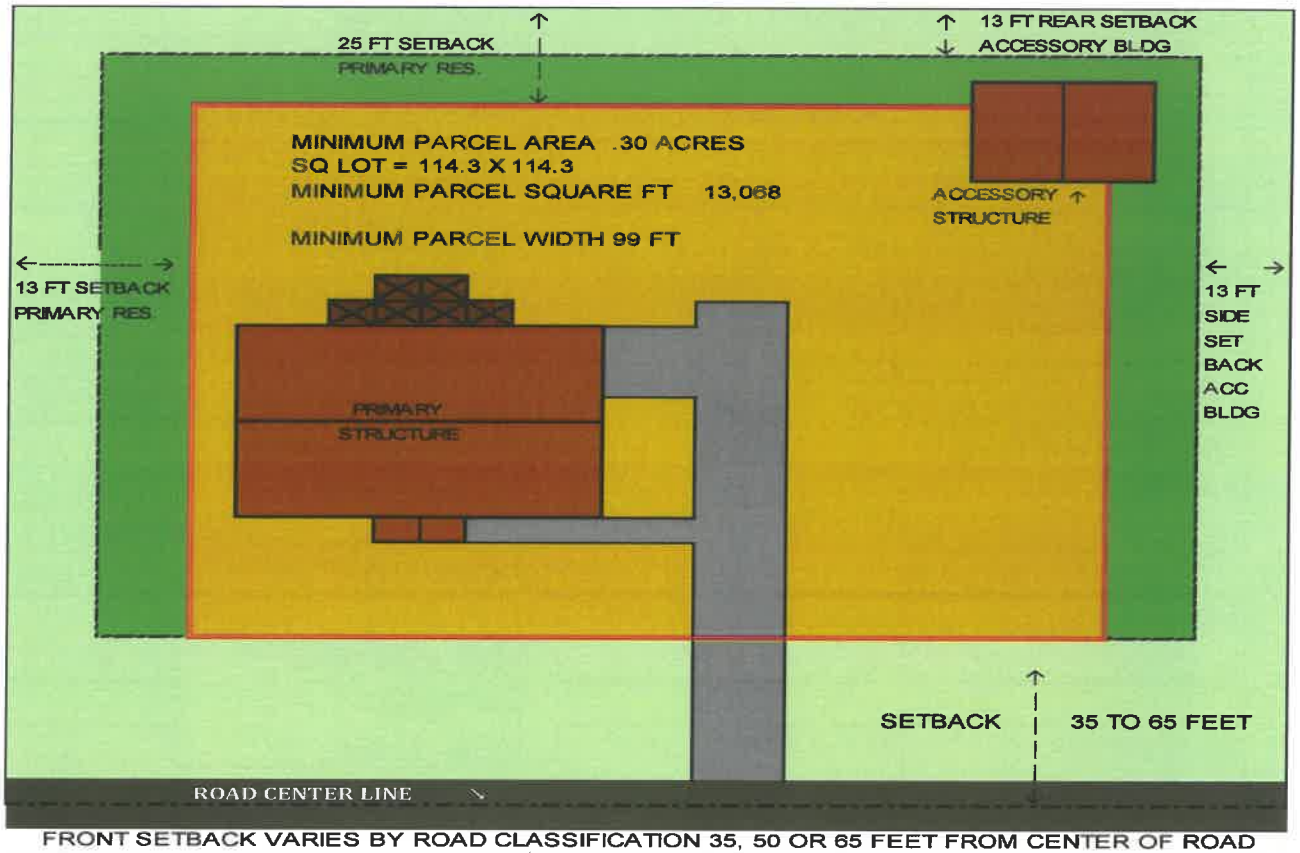 25 FT SETBACK
PRIMARY RES.
13 FT REAR SETBACK
ACCESSORY BLDG
MINIMUM PARCEL AREA .30 ACRES
SQ LOT = 114.3 X 114.3
MINIMUM PARCEL SQUARE FT 13,068
MINIMUM PARCEL WIDTH 99 FT
ACCESSORY
STRUCTURE
13 FT SETBACK
PRIMARY RES.
13 FT
SIDE
SET
BACK
ACC
BLDG
PRIMARY
STRUCTURE
SETBACK 35 TO 65 FEET
ROAD CENTER LINE
FRONT SETBACK VARIES BY ROAD CLASSIFICATION 35, 50 OR 65 FEET FROM CENTER OF ROAD